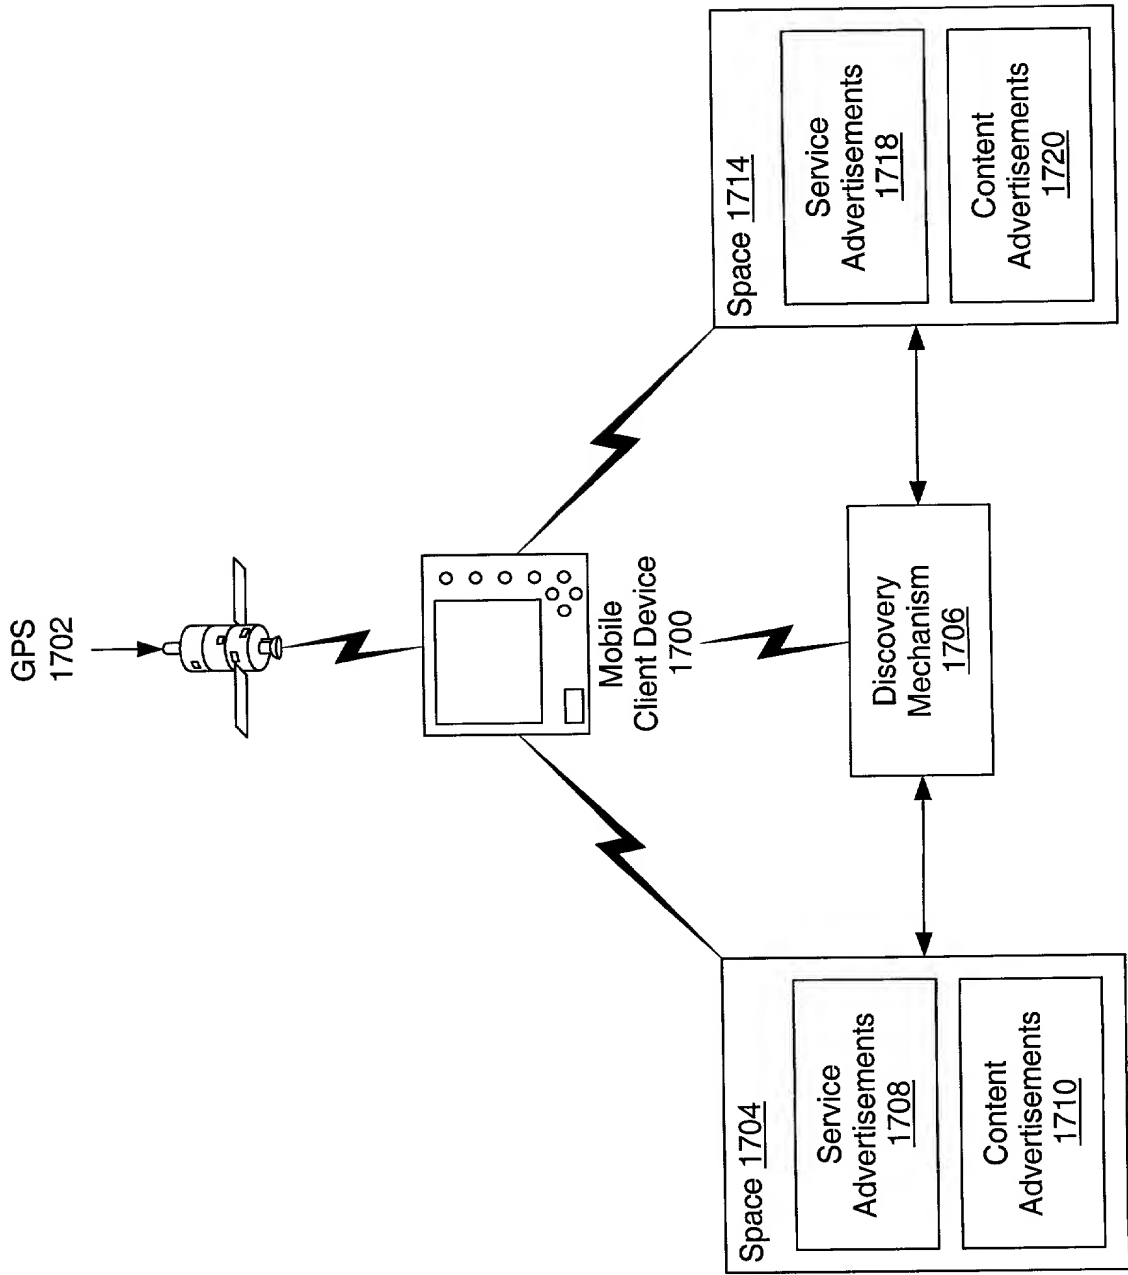 GPS
1702
Mobile
Client Device
1700
Discovery
Mechanism
1706
Space 1704
Service
Advertisements
1708
Content
Advertisements
1710
Space 1714
Service
Advertisements
1718
Content
Advertisements
1720